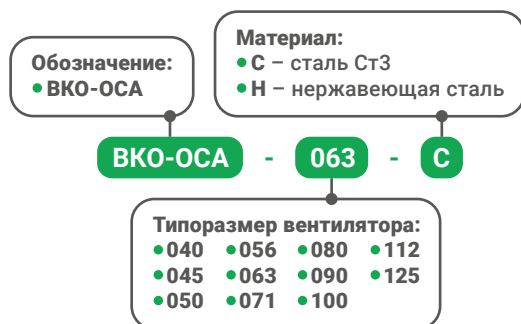 Обозначение:
• ВКО-ОСА
Материал:
• С – сталь Ст3
• Н – нержавеющая сталь
ВКО-ОСА - 063 - С
Типоразмер вентилятора:
• 040 • 056 • 080 • 112
• 045 • 063 • 090 • 125
• 050 • 071 • 100